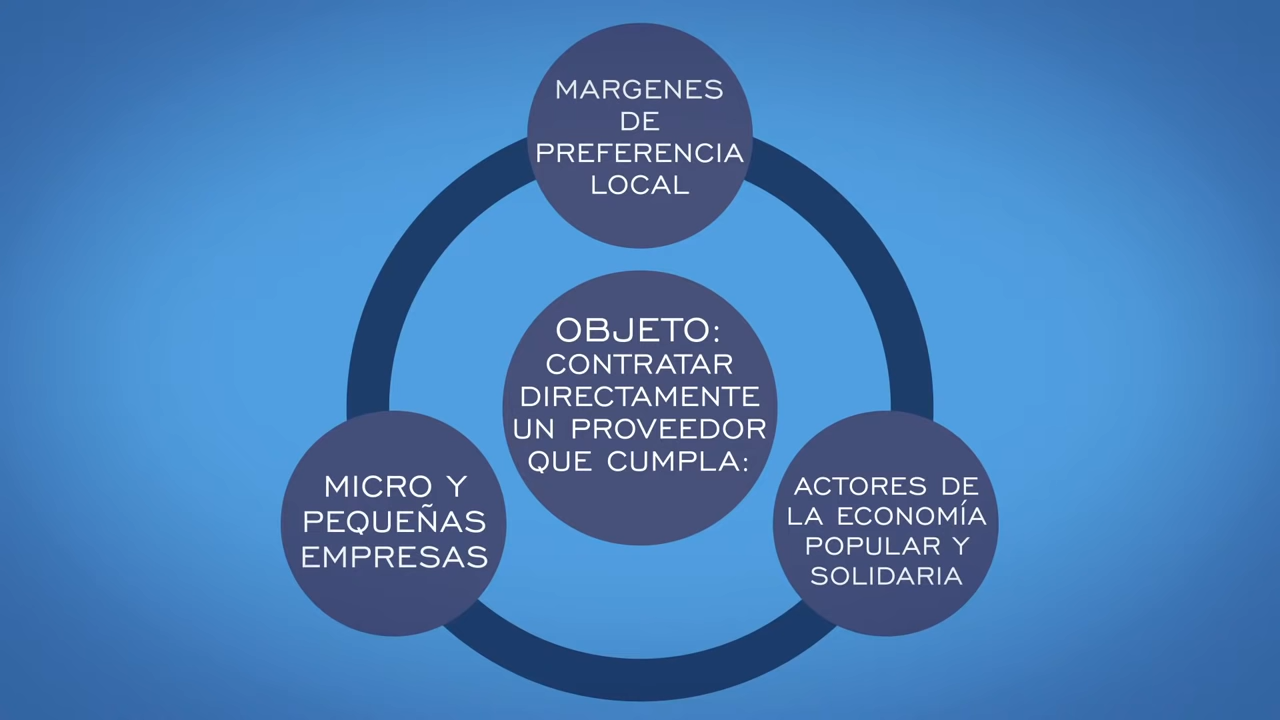 MARGENES
DE
PREFERENCIA
LOCAL
OBJETO:
CONTRATAR
DIRECTAMENTE
UN PROVEEDOR
QUE CUMPLA:
MICRO Y
PEQUEÑAS
EMPRESAS
ACTORES DE
LA ECONOMÍA
POPULAR Y
SOLIDARIA